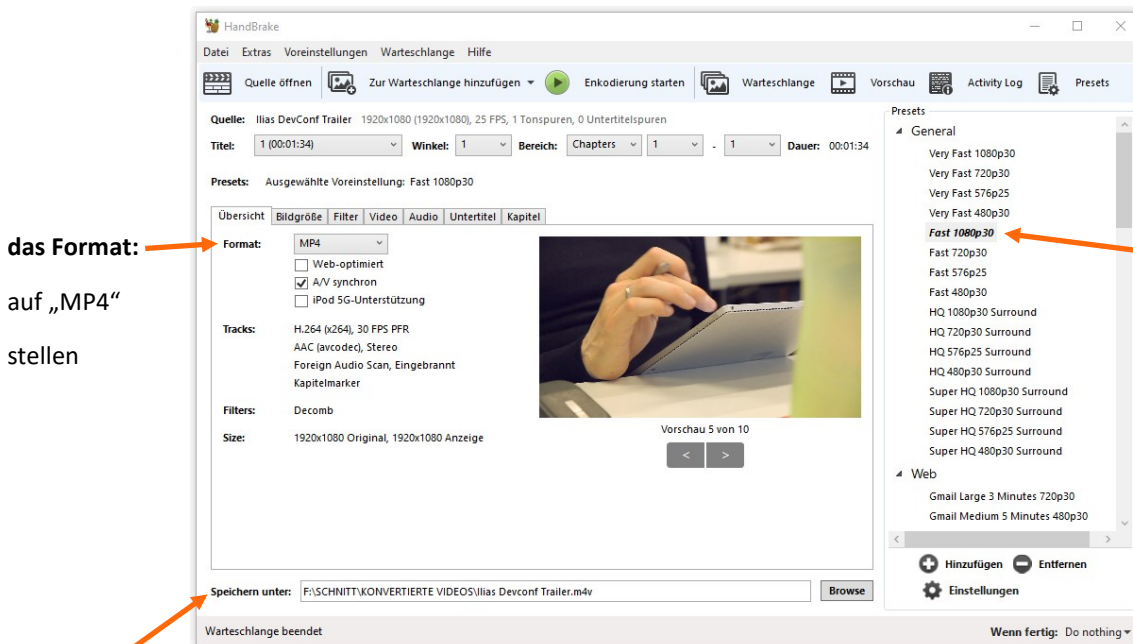 HandBrake
Datei Extras Voreinstellungen Warteschlange Hilfe
Quelle öffnen Zur Warteschlange hinzufügen Enkodierung starten Warteschlange Vorschau Activity Log Presets
Quelle: Ilias DevConf Trailer 1920x1080 (1920x1080), 25 FPS, 1 Tonspuren, 0 Untertitelspuren
Titel: 1 (00:01:34) Winkel: 1 Bereich: Chapters 1 - 1 Dauer: 00:01:34
Presets: Ausgewählte Voreinstellung: Fast 1080p30
Übersicht Bildgröße Filter Video Audio Untertitel Kapitel
das Format:
auf „MP4“
stellen
Format: MP4
Web-optimiert
A/V synchron
iPod 5G-Unterstützung
Tracks: H.264 (x264), 30 FPS PFR
AAC (avcodec), Stereo
Foreign Audio Scan, Eingebrannt
Kapitelmarker
Filters: Decomb
Size: 1920x1080 Original, 1920x1080 Anzeige
Vorschau 5 von 10
< >
Presets
General
Very Fast 1080p30
Very Fast 720p30
Very Fast 576p25
Very Fast 480p30
Fast 1080p30
Fast 720p30
Fast 576p25
Fast 480p30
HQ 1080p30 Surround
HQ 720p30 Surround
HQ 576p25 Surround
HQ 480p30 Surround
Super HQ 1080p30 Surround
Super HQ 720p30 Surround
Super HQ 576p25 Surround
Super HQ 480p30 Surround
Web
Gmail Large 3 Minutes 720p30
Gmail Medium 5 Minutes 480p30
Hinzufügen Entfernen
Einstellungen
Speichern unter: F:\SCHNITT\KONVERTIERTE VIDEOS\Ilias Devconf Trailer.m4v Browse
Warteschlange beendet Wenn fertig: Do nothing